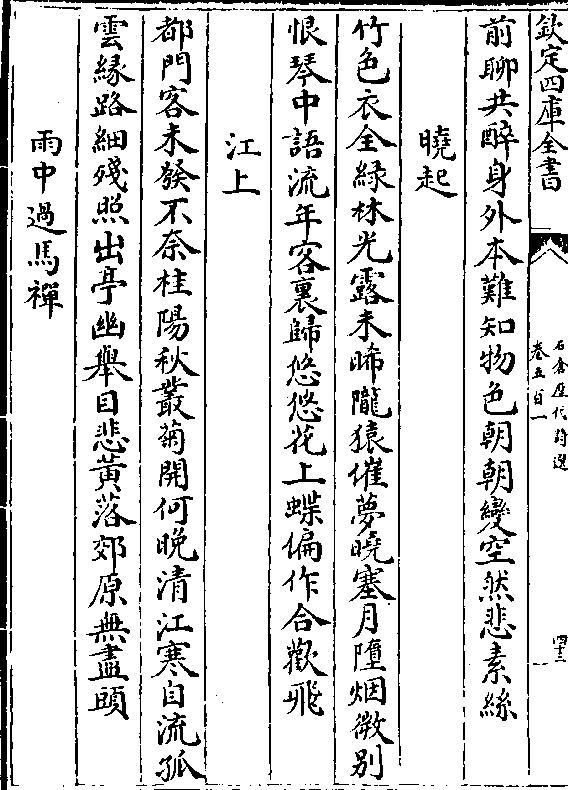 欽定四庫全書
石倉歷代詩選
卷五百一
四十三
前聊共醉身外本難知物色朝朝變空然悲素絲
曉起
竹色衣全緑林光露未晞隴猿催夢曉塞月墮烟微别
恨琴中語流年客裏歸悠悠花上蝶偏作合歡飛
江上
都門客未發不奈桂陽秋叢菊開何晚清江寒自流孤
雲緣路細殘照出亭幽舉目悲黄落郊原無盡頭
雨中過馬禪